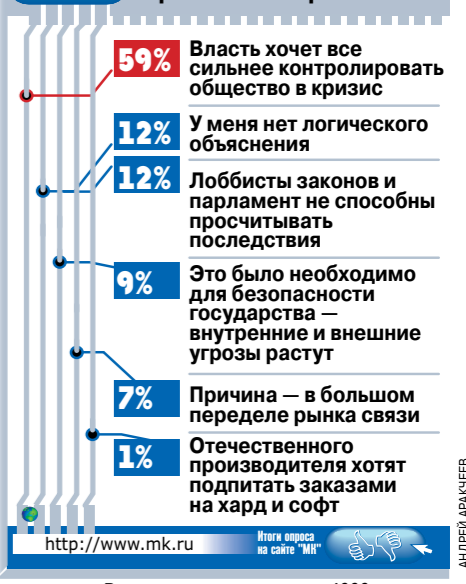 59%
Власть хочет все
сильнее контролировать
общество в кризис
12%
У меня нет логического
объяснения
12%
Лоббисты законов и
парламент не способны
просчитывать
последствия
9%
Это было необходимо
для безопасности
государства —
внутренние и внешние
угрозы растут
7%
Причина — в большом
переделе рынка связи
1%
Отечественного
производителя хотят
подпитать заказами
на хард и софт
http://www.mk.ru
Итоги опроса
на сайте "МК"
АНДРЕЙ АРАКЧЕЕВ